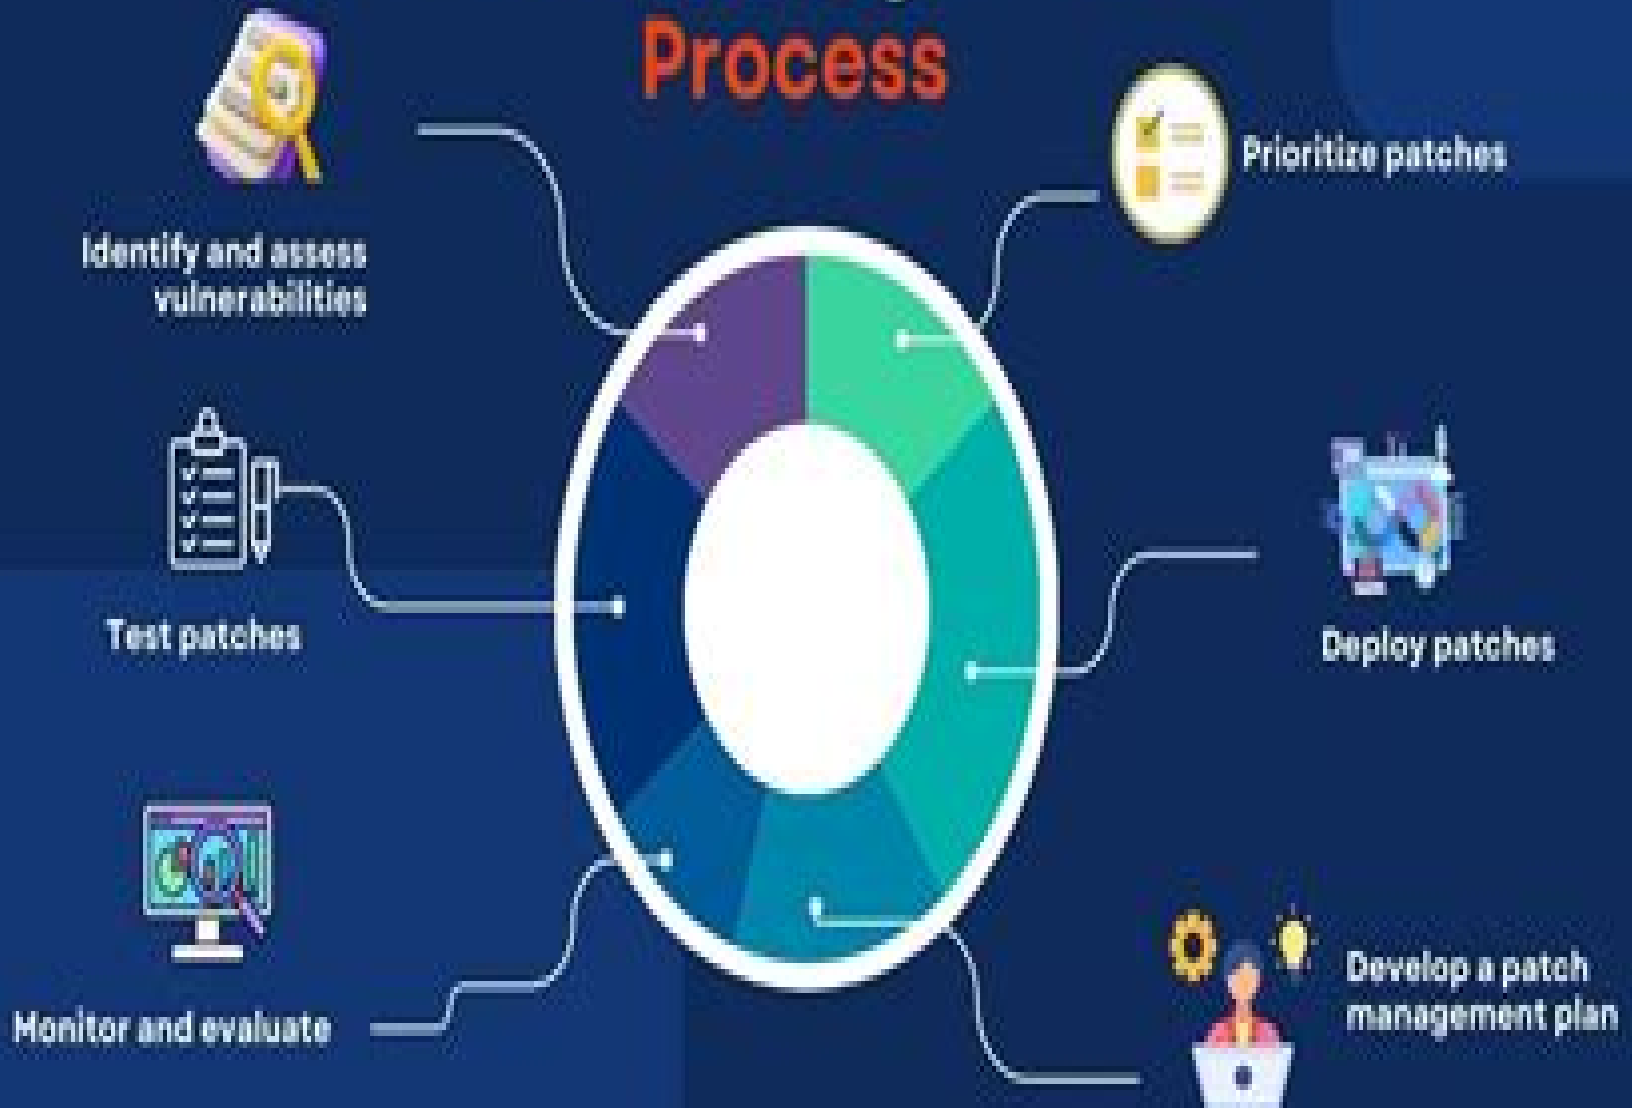 Process
Identify and assess
vulnerabilities
Prioritize patches
Test patches
Deploy patches
Monitor and evaluate
Develop a patch
management plan